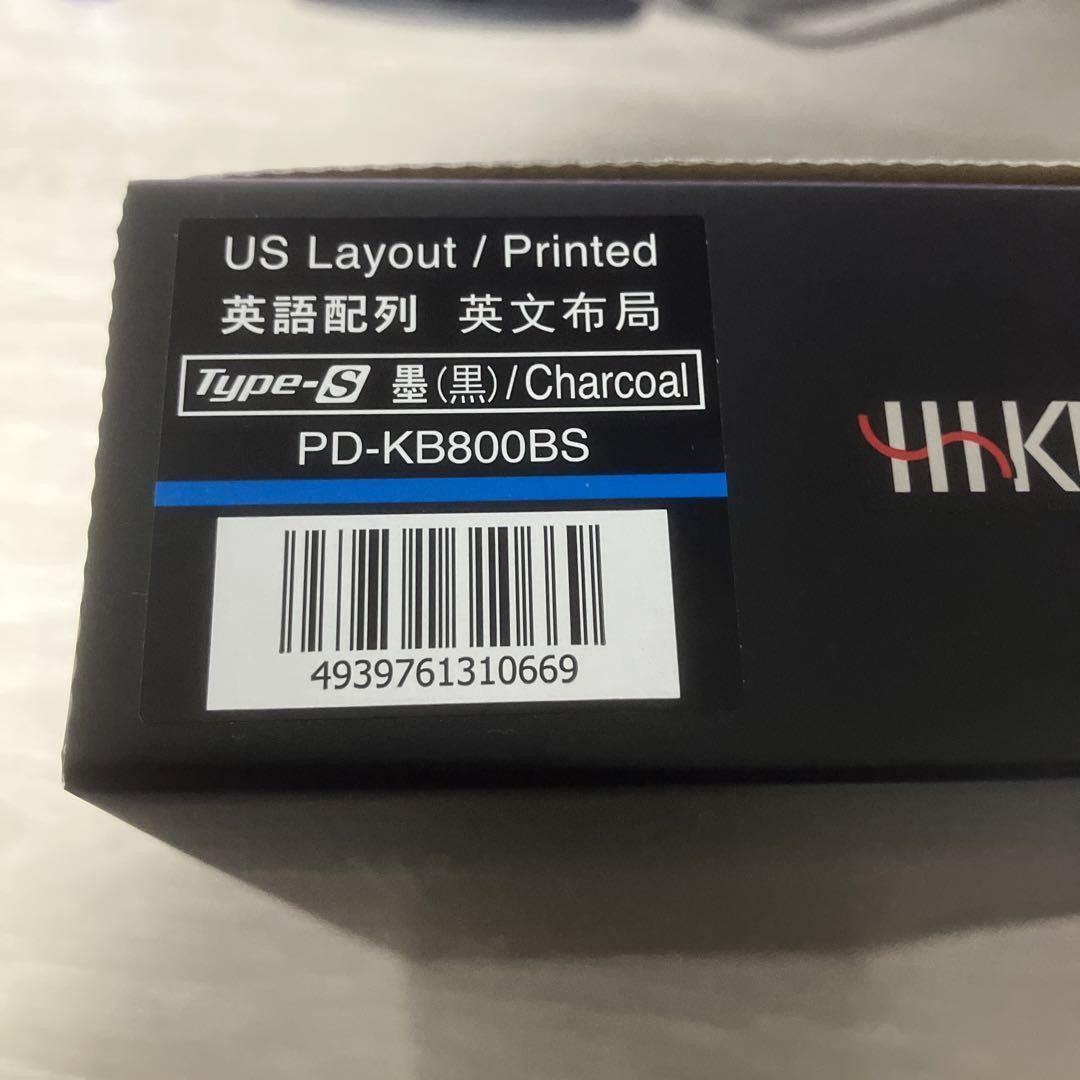 US Layout / Printed
英語配列 英文布局
Type-S 墨(黒)/Charcoal
PD-KB800BS
4939761310669